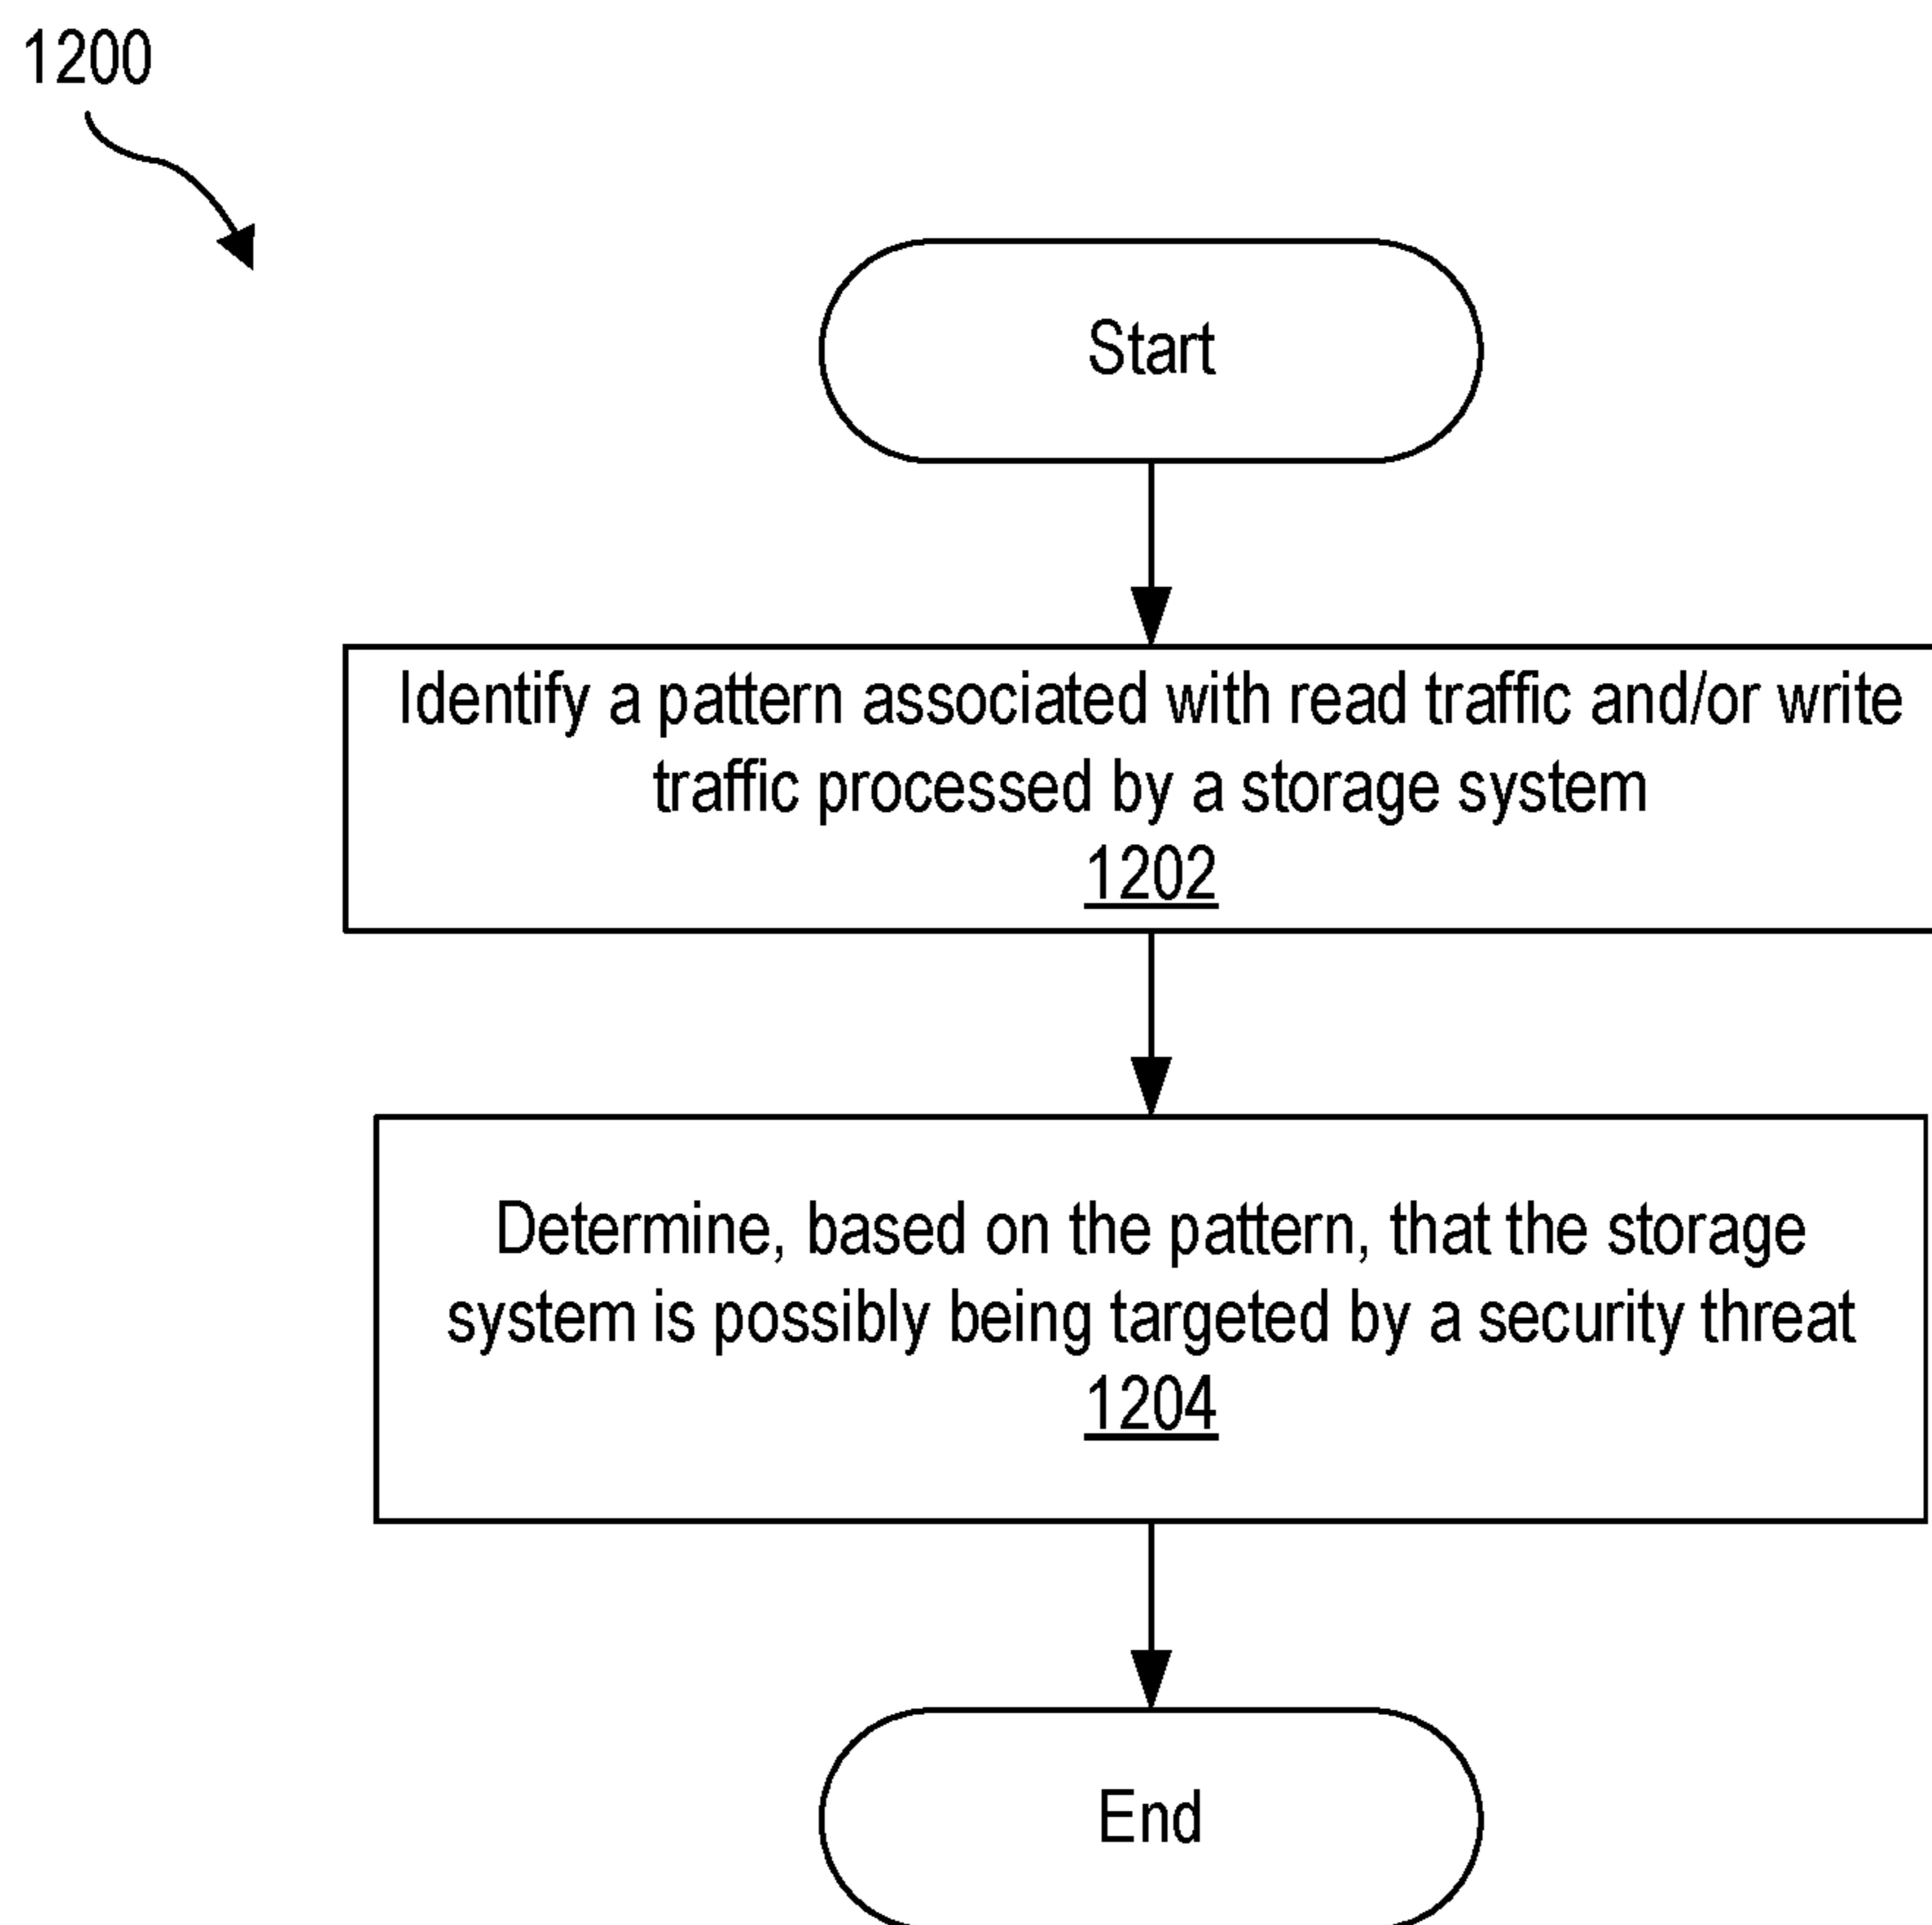 1200
Start
Identify a pattern associated with read traffic and/or write
traffic processed by a storage system
1202
Determine, based on the pattern, that the storage
system is possibly being targeted by a security threat
1204
End